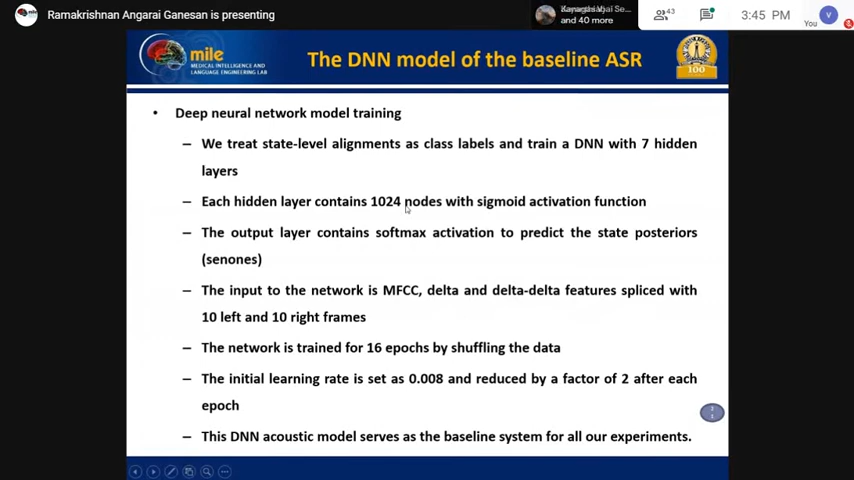 Ramakrishnan Angarai Ganesan is presenting
and 40 more
43
3:45 PM
You
V
mile
MEDICAL INTELLIGENCE AND
LANGUAGE ENGINEERING LAB
The DNN model of the baseline ASR
100
• Deep neural network model training
– We treat state-level alignments as class labels and train a DNN with 7 hidden
layers
– Each hidden layer contains 1024 nodes with sigmoid activation function
– The output layer contains softmax activation to predict the state posteriors
(senones)
– The input to the network is MFCC, delta and delta-delta features spliced with
10 left and 10 right frames
– The network is trained for 16 epochs by shuffling the data
– The initial learning rate is set as 0.008 and reduced by a factor of 2 after each
epoch
– This DNN acoustic model serves as the baseline system for all our experiments.